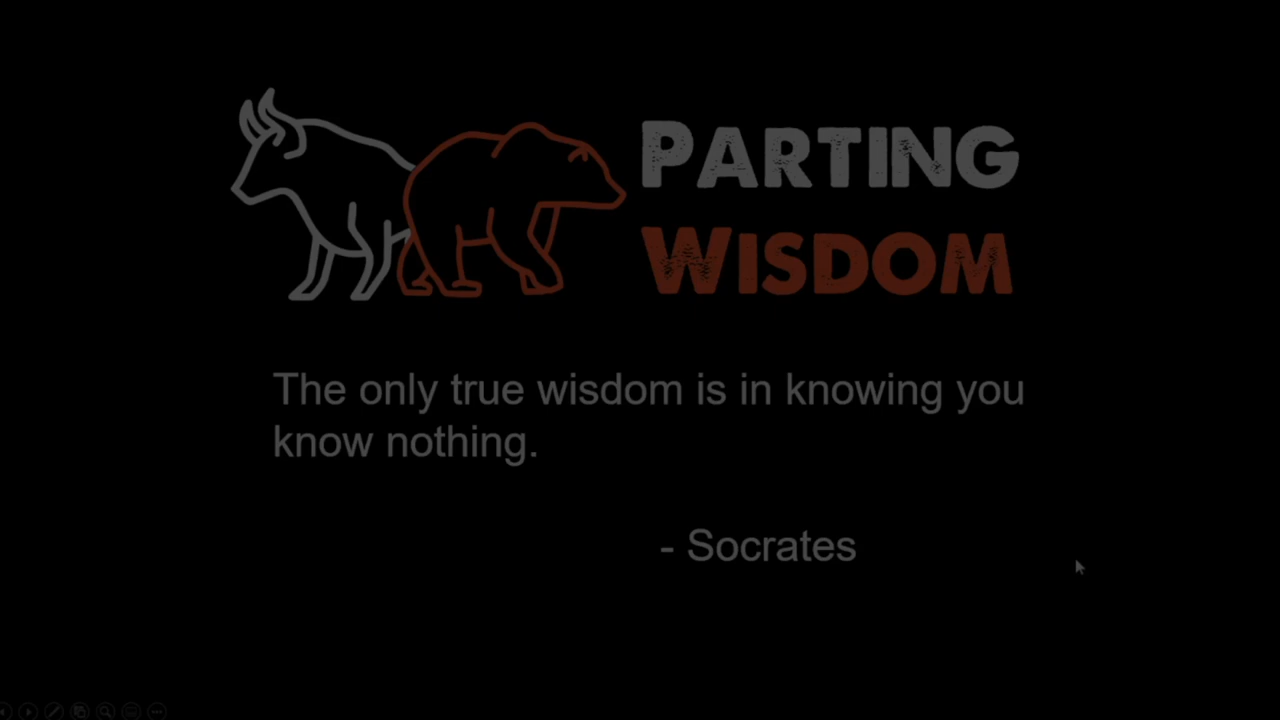 PARTING
WISDOM
The only true wisdom is in knowing you
know nothing.
- Socrates